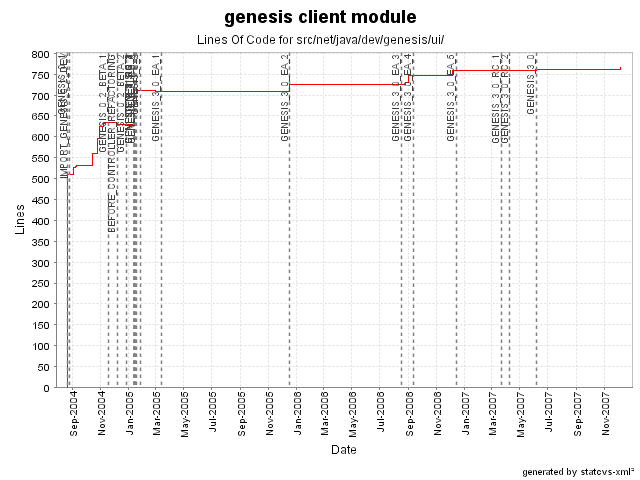 genesis client module
Lines Of Code for src/net/java/dev/genesis/ui/
Lines
800
750
700
650
600
550
500
450
400
350
300
250
200
150
100
50
0
BEFORE_CONTROLLER_REFACTORING
GENESIS_3_0_EA_1
GENESIS_3_0_EA_2
GENESIS_3_0_EA_3
GENESIS_3_0_EA_4
GENESIS_3_0_EA_5
GENESIS_3_0_RC_1
GENESIS_3_0_RC_2
GENESIS_3_0
Sep-2004
Nov-2004
Jan-2005
Mar-2005
May-2005
Jul-2005
Sep-2005
Nov-2005
Jan-2006
Mar-2006
May-2006
Jul-2006
Sep-2006
Nov-2006
Jan-2007
Mar-2007
May-2007
Jul-2007
Sep-2007
Nov-2007
Date
generated by statcvs-xml²